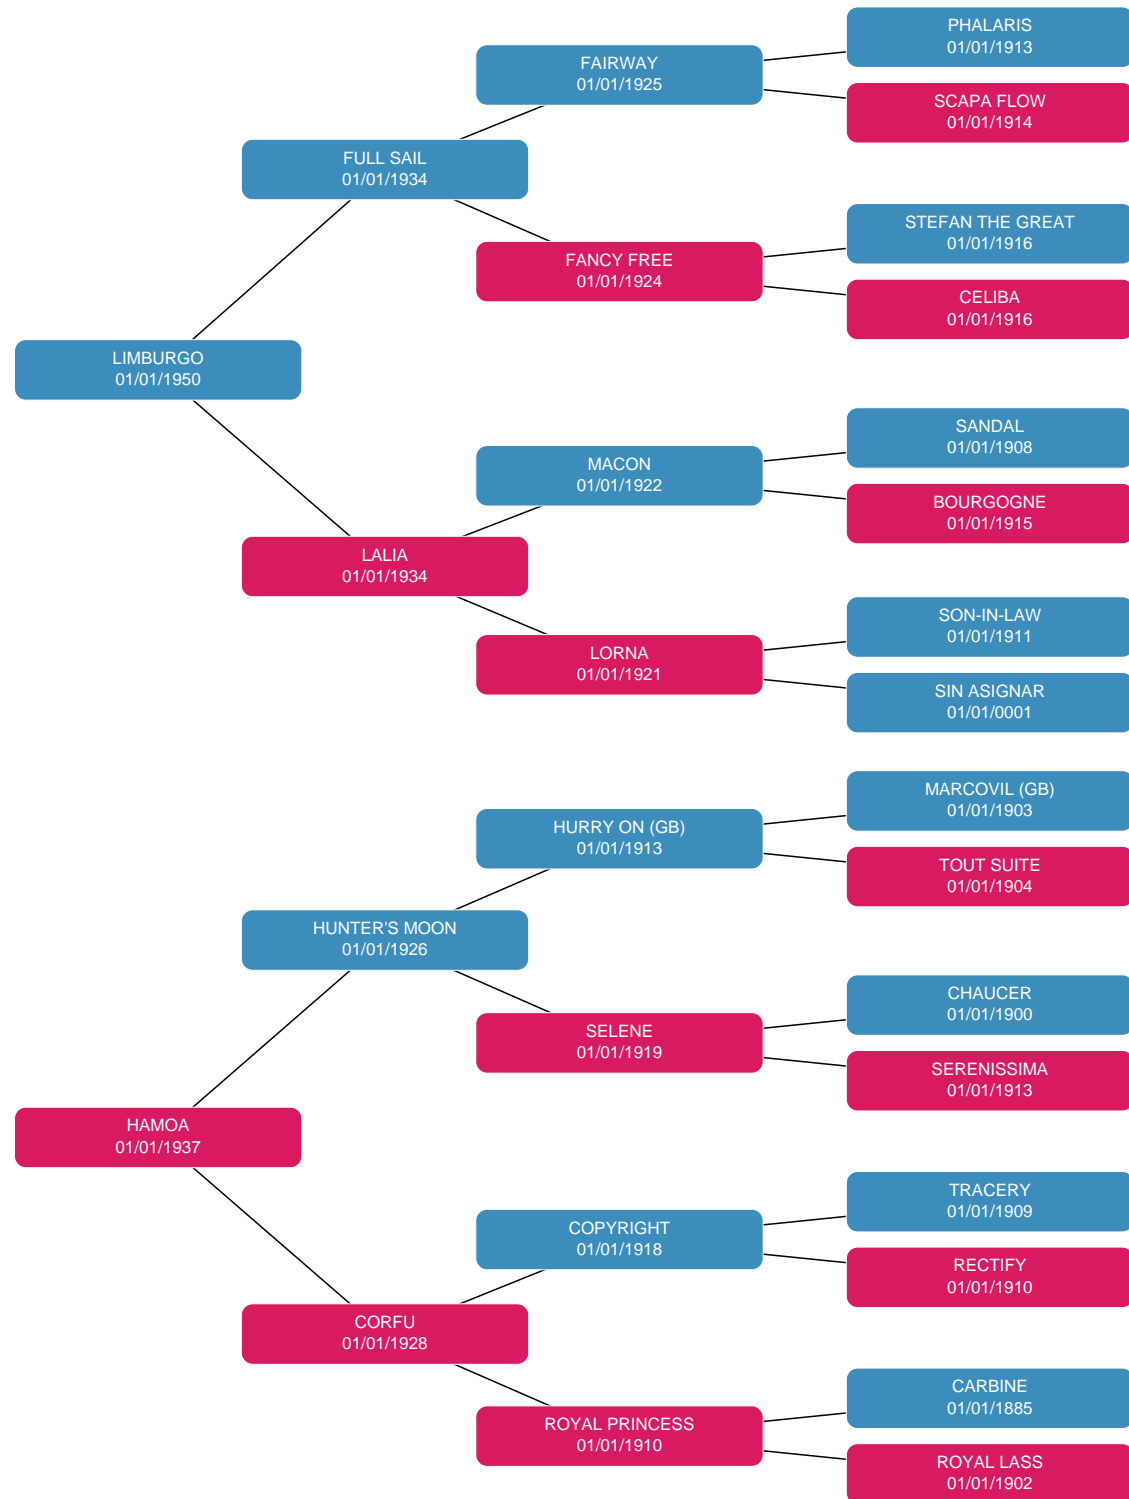 PHALARIS
01/01/1913
FAIRWAY
01/01/1925
SCAPA FLOW
01/01/1914
FULL SAIL
01/01/1934
STEFAN THE GREAT
01/01/1916
FANCY FREE
01/01/1924
CELIBA
01/01/1916
LIMBURGO
01/01/1950
SANDAL
01/01/1908
MACON
01/01/1922
BOURGOGNE
01/01/1915
LALIA
01/01/1934
SON-IN-LAW
01/01/1911
LORNA
01/01/1921
SIN ASIGNAR
01/01/0001
MARCOVIL (GB)
01/01/1903
HURRY ON (GB)
01/01/1913
TOUT SUITE
01/01/1904
HUNTER'S MOON
01/01/1926
CHAUCER
01/01/1900
SELENE
01/01/1919
SERENISSIMA
01/01/1913
HAMOA
01/01/1937
TRACERY
01/01/1909
COPYRIGHT
01/01/1918
RECTIFY
01/01/1910
CORFU
01/01/1928
CARBINE
01/01/1885
ROYAL PRINCESS
01/01/1910
ROYAL LASS
01/01/1902